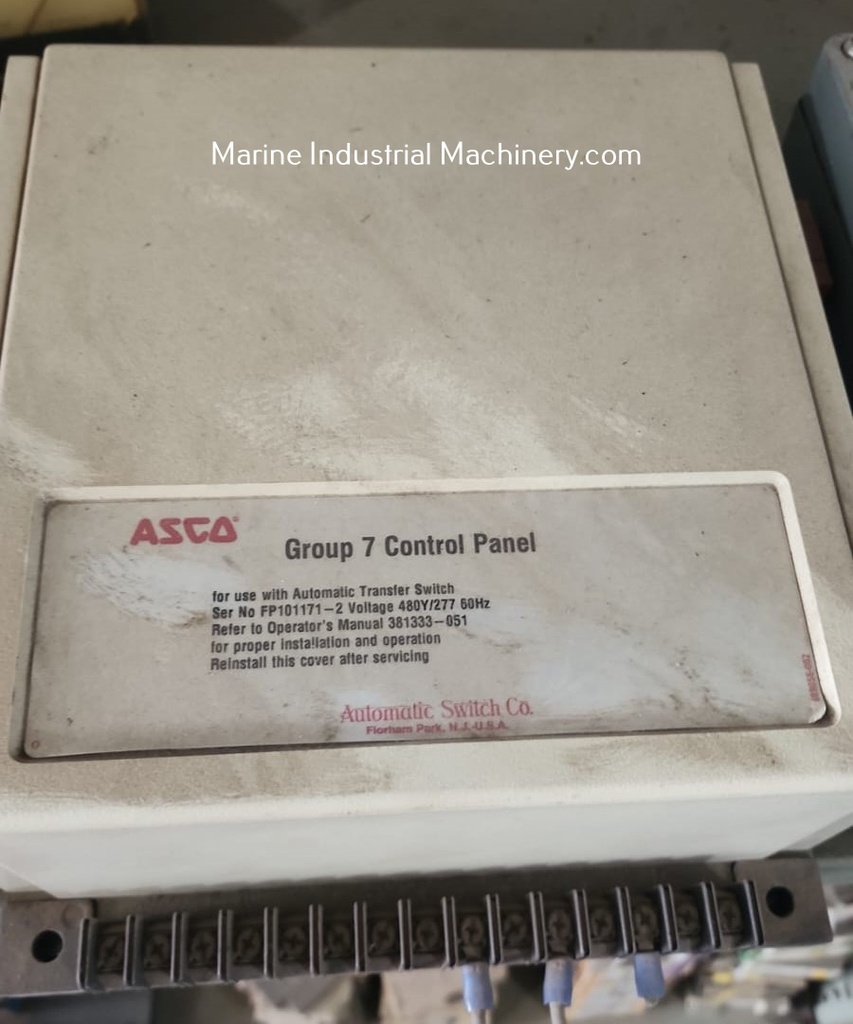 Marine Industrial Machinery.com
ASCO®
Group 7 Control Panel
for use with Automatic Transfer Switch
Ser No FP101171-2 Voltage 480Y/277 60Hz
Refer to Operator's Manual 381333-051
for proper installation and operation
Reinstall this cover after servicing
Automatic Switch Co.
Florham Park, N.J. U.S.A.